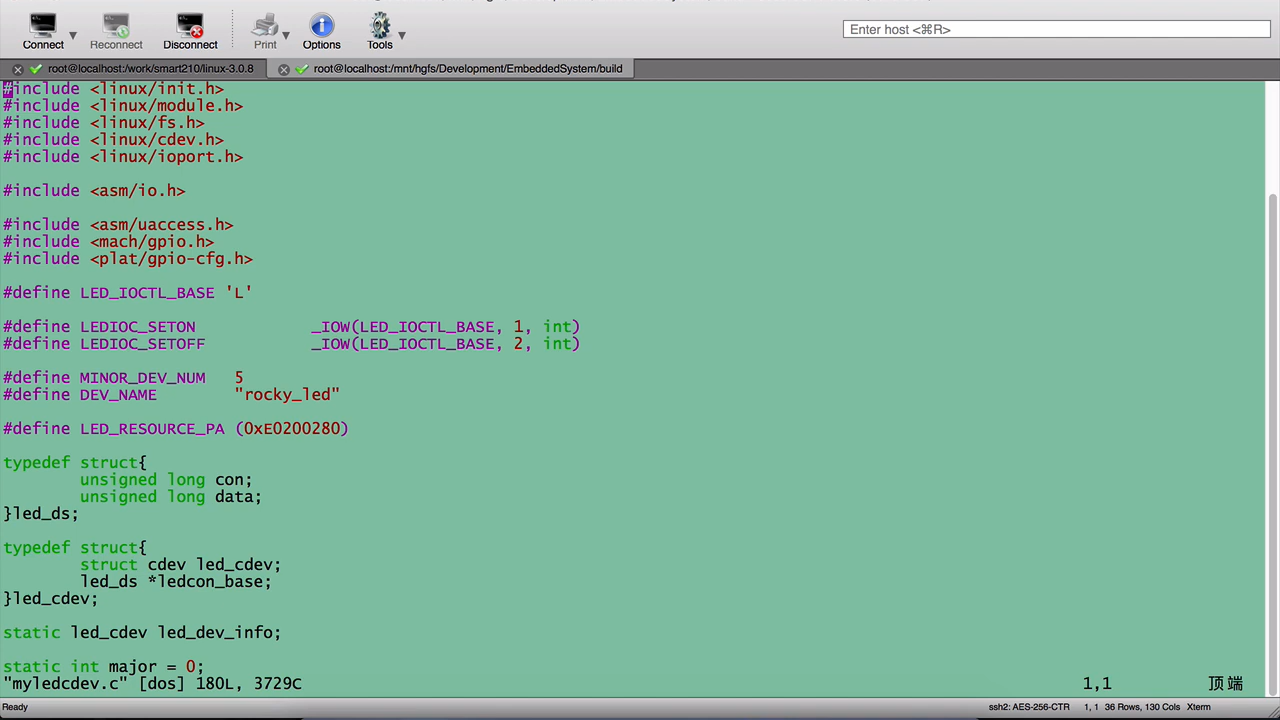 Connect
Reconnect
Disconnect
Print
Options
Tools
Enter host <⌘R>
root@localhost:/work/smart210/linux-3.0.8
root@localhost:/mnt/hgfs/Development/EmbeddedSystem/build
#include <linux/init.h>
#include <linux/module.h>
#include <linux/fs.h>
#include <linux/cdev.h>
#include <linux/ioport.h>
#include <asm/io.h>
#include <asm/uaccess.h>
#include <mach/gpio.h>
#include <plat/gpio-cfg.h>
#define LED_IOCTL_BASE 'L'
#define LEDIOC_SETON _IOW(LED_IOCTL_BASE, 1, int)
#define LEDIOC_SETOFF _IOW(LED_IOCTL_BASE, 2, int)
#define MINOR_DEV_NUM 5
#define DEV_NAME "rocky_led"
#define LED_RESOURCE_PA (0xE0200280)
typedef struct{
unsigned long con;
unsigned long data;
}led_ds;
typedef struct{
struct cdev led_cdev;
led_ds *ledcon_base;
}led_cdev;
static led_cdev led_dev_info;
static int major = 0;
"myledcdev.c" [dos] 180L, 3729C 1,1 顶端
Ready ssh2: AES-256-CTR 1, 1 36 Rows, 130 Cols Xterm